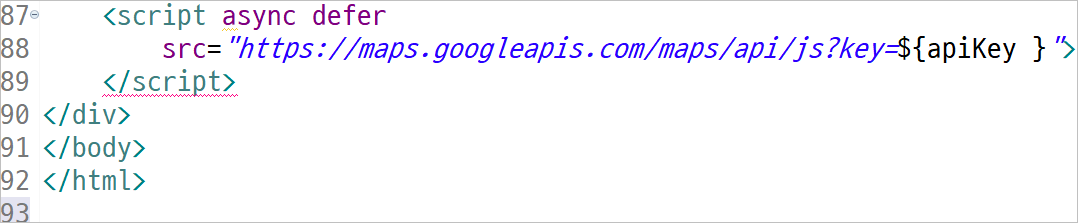 87 <script async defer
88 src="https://maps.googleapis.com/maps/api/js?key=${apiKey }">
89 </script>
90 </div>
91 </body>
92 </html>
93